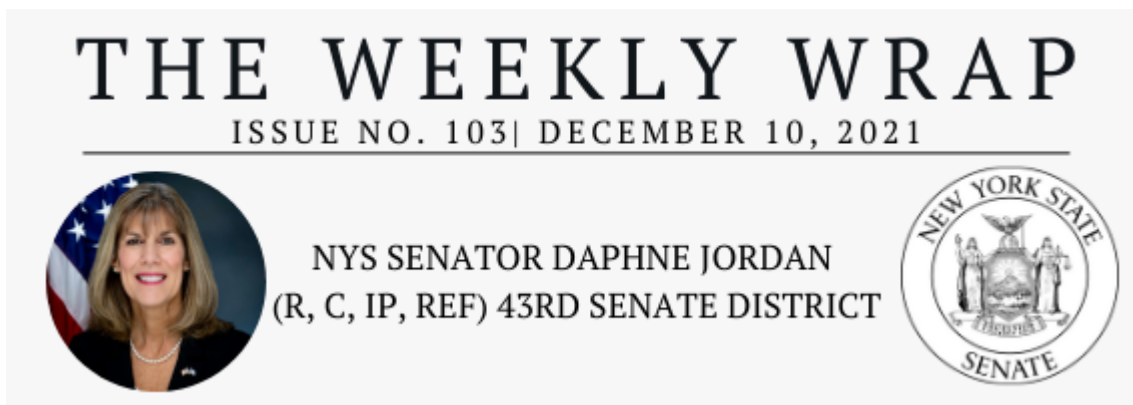 THE WEEKLY WRAP
ISSUE NO. 103| DECEMBER 10, 2021
NYS SENATOR DAPHNE JORDAN
(R, C, IP, REF) 43RD SENATE DISTRICT
NEW YORK STATE
EXCELSIOR
SENATE